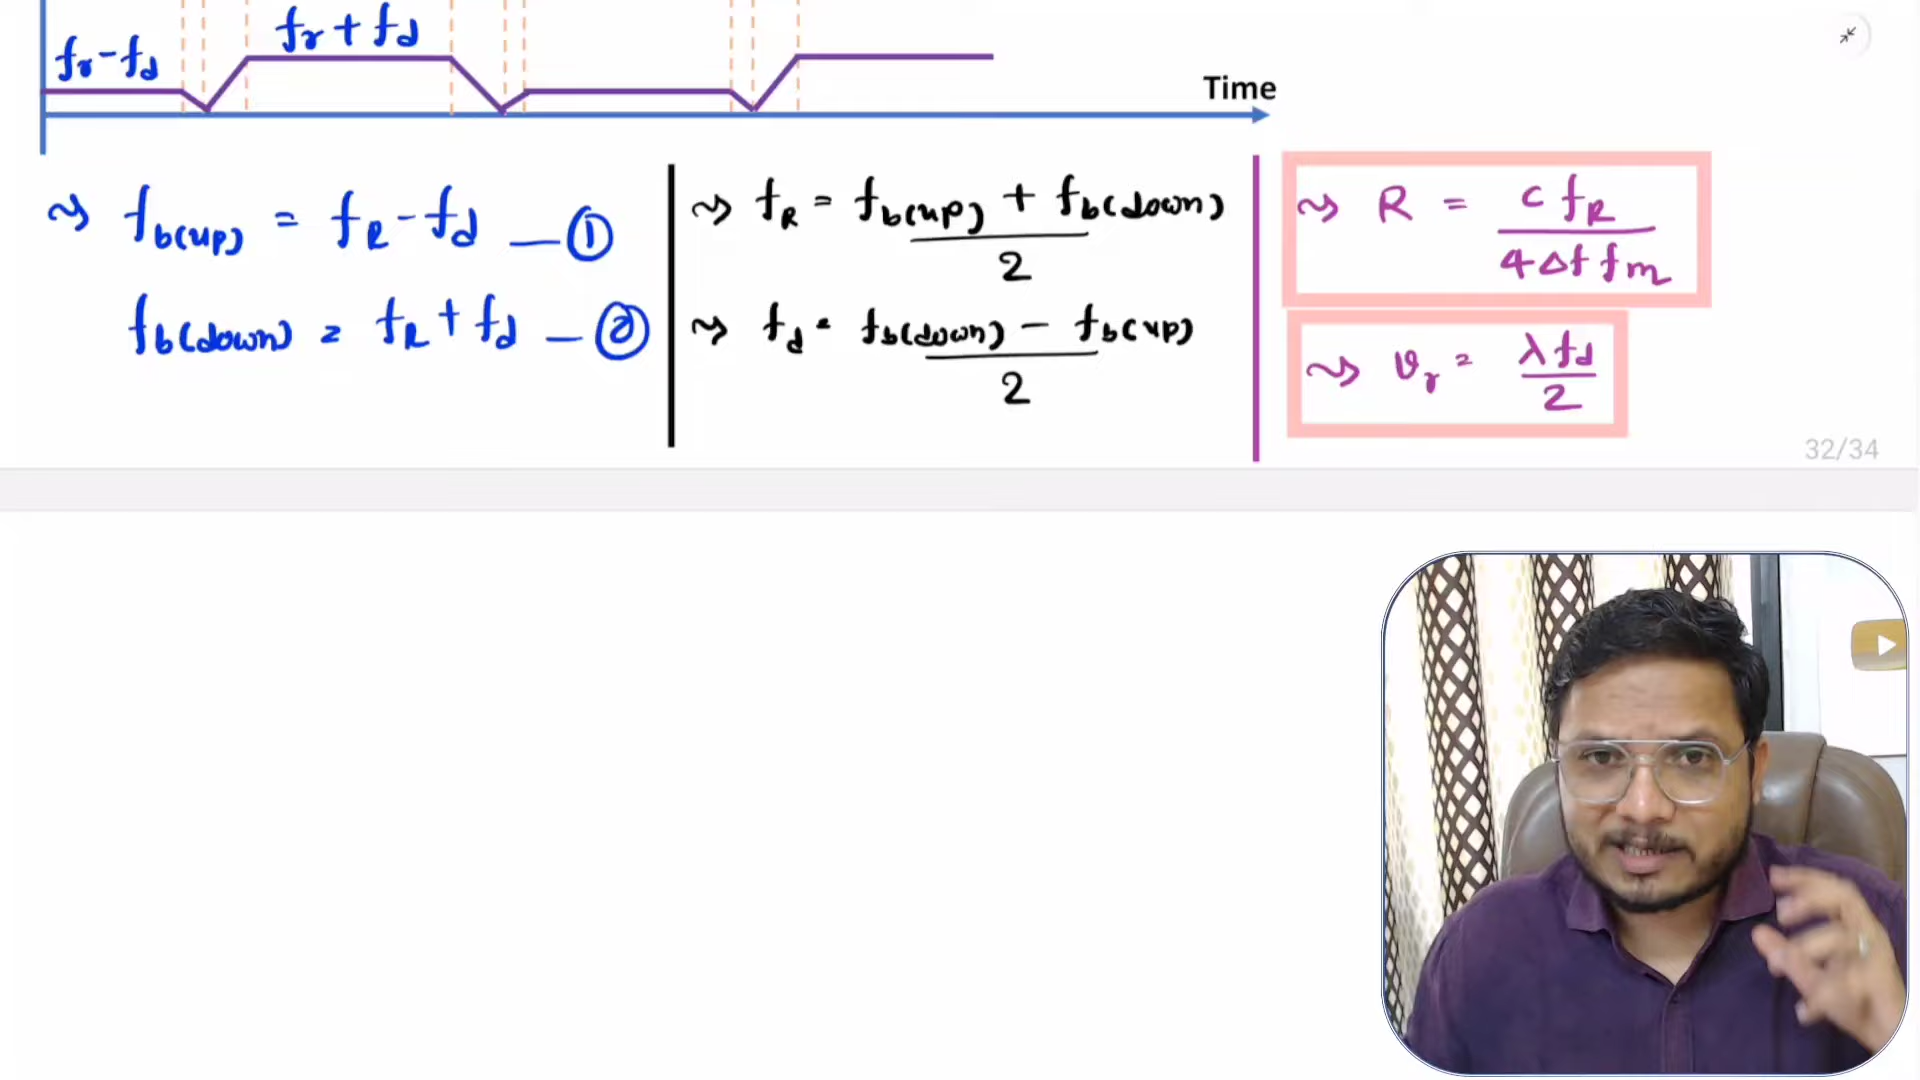 fr - fd
fr + fd
Time
⇝ fb(up) = fR - fd — ①
fb(down) = fR + fd — ②
⇝ fR = fb(up) + fb(down)
2
⇝ fd = fb(down) - fb(up)
2
⇝ R = c fR
4Δf fm
⇝ vr = λ fd
2
32/34